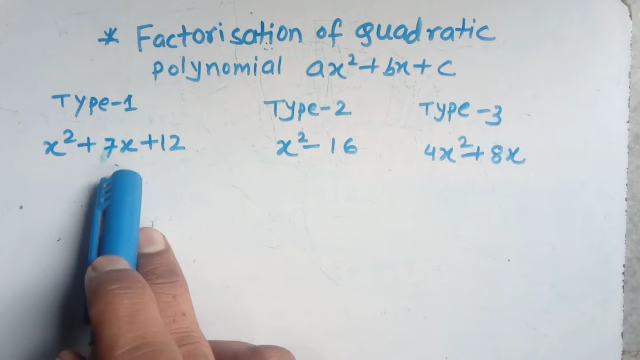 * Factorisation of quadratic
polynomial ax²+bx+c
Type-1 Type-2 Type-3
x²+7x+12 x²-16 4x²+8x